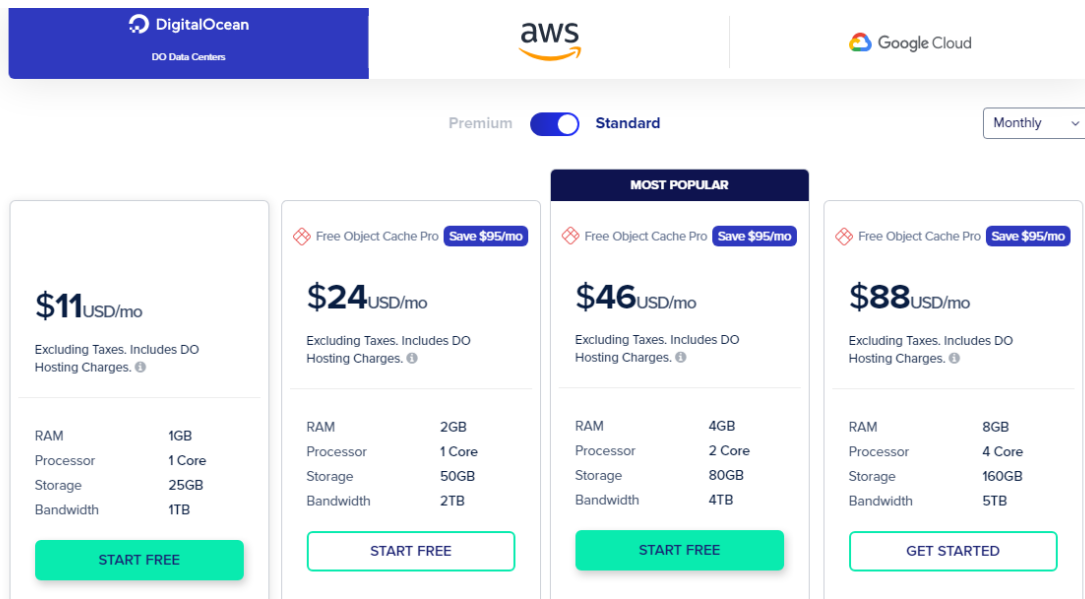 DigitalOcean
DO Data Centers
aws
Google Cloud
Premium
Standard
Monthly
$11USD/mo
Excluding Taxes. Includes DO
Hosting Charges.
RAM 1GB
Processor 1 Core
Storage 25GB
Bandwidth 1TB
START FREE
Free Object Cache Pro Save $95/mo
$24USD/mo
Excluding Taxes. Includes DO
Hosting Charges.
RAM 2GB
Processor 1 Core
Storage 50GB
Bandwidth 2TB
START FREE
MOST POPULAR
Free Object Cache Pro Save $95/mo
$46USD/mo
Excluding Taxes. Includes DO
Hosting Charges.
RAM 4GB
Processor 2 Core
Storage 80GB
Bandwidth 4TB
START FREE
Free Object Cache Pro Save $95/mo
$88USD/mo
Excluding Taxes. Includes DO
Hosting Charges.
RAM 8GB
Processor 4 Core
Storage 160GB
Bandwidth 5TB
GET STARTED